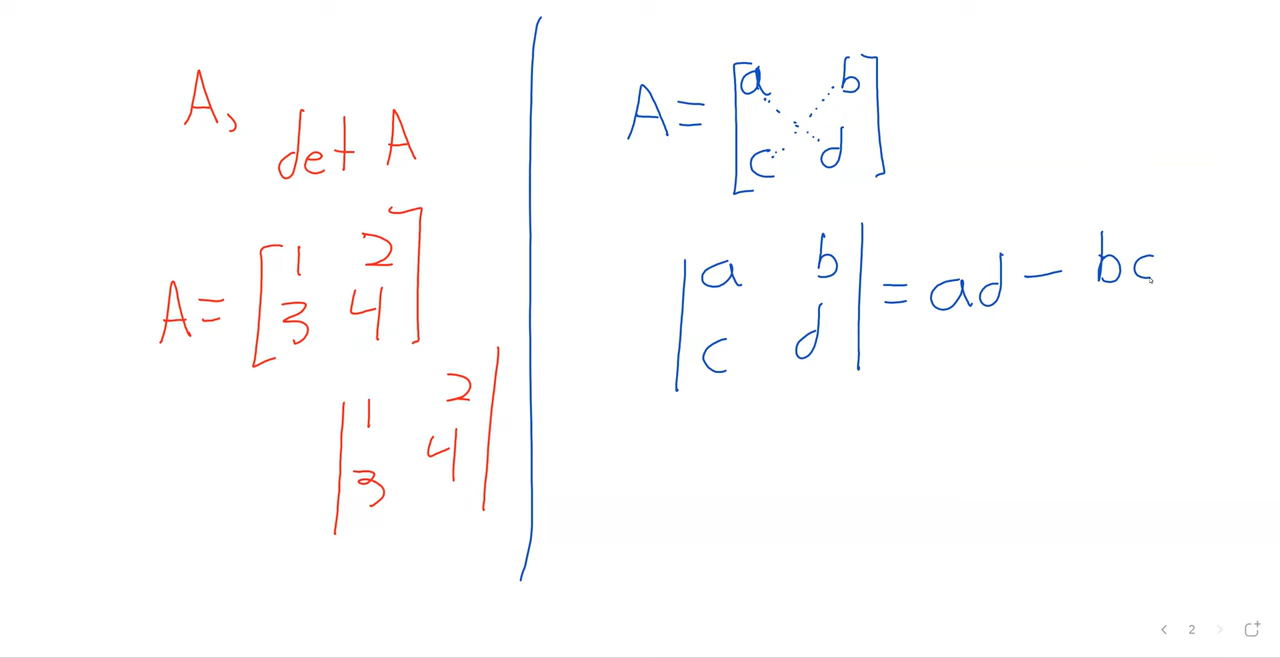 A,
det A
A = [1 2
3 4]
|1 2
3 4|
A = [a b
c d]
|a b
c d| = ad − bc
2